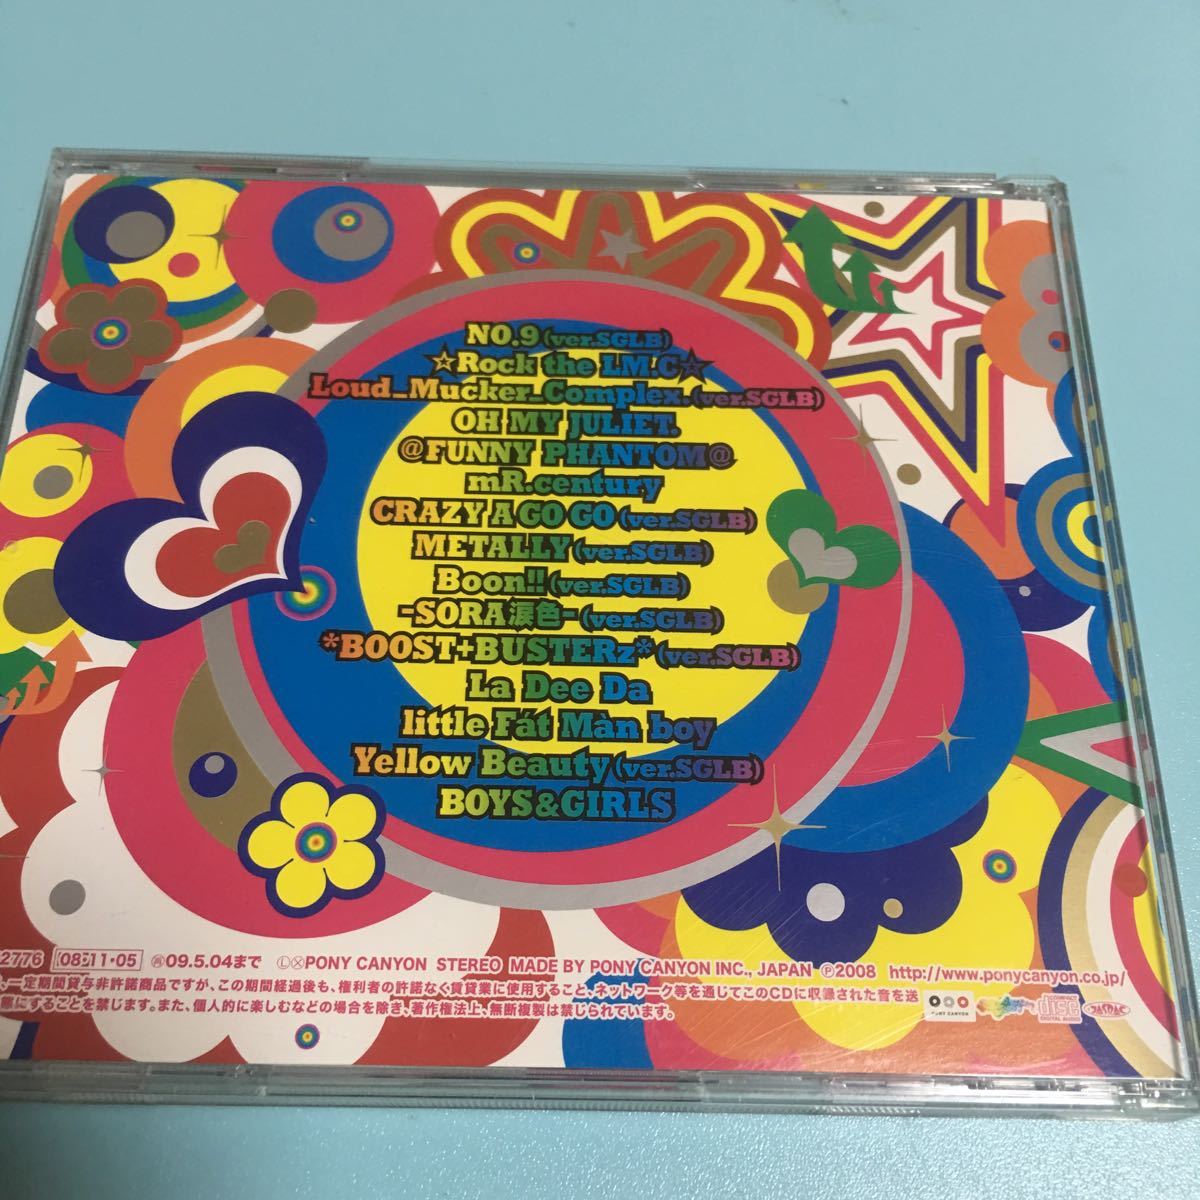 NO.9 (ver.SGLB)
☆Rock the LM.C☆
Loud_Mucker_Complex. (ver.SGLB)
OH MY JULIET.
@FUNNY PHANTOM@
mR.century
CRAZY A GO GO (ver.SGLB)
METALLY (ver.SGLB)
Boon!! (ver.SGLB)
-SORA涙色- (ver.SGLB)
*BOOST+BUSTERz* (ver.SGLB)
La Dee Da
little Fát Màn boy
Yellow Beauty (ver.SGLB)
BOYS&GIRLS
2776 08・11・05 09.5.04まで ⓁⓍPONY CANYON STEREO MADE BY PONY CANYON INC., JAPAN ℗2008 http://www.ponycanyon.co.jp/
、一定期間貸与非許諾商品ですが、この期間経過後も、権利者の許諾なく賃貸業に使用すること、ネットワーク等を通じてこのCDに収録された音を送
態にすることを禁じます。また、個人的に楽しむなどの場合を除き、著作権法上、無断複製は禁じられています。
PONY CANYON
COMPACT
disc
DIGITAL AUDIO
JASRAC